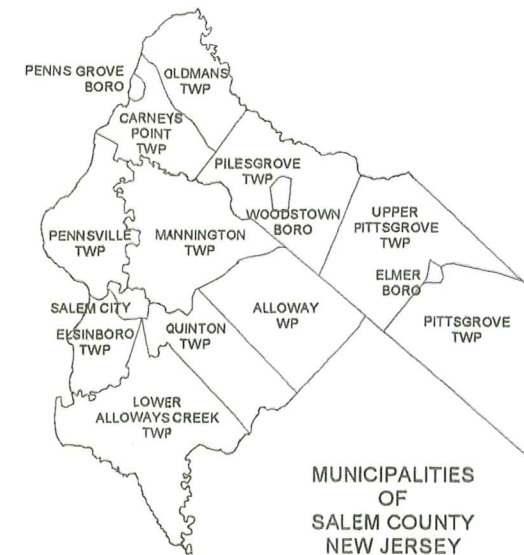 PENNS GROVE
BORO
OLDMANS
TWP
CARNEYS
POINT
TWP
PILESGROVE
TWP
WOODSTOWN
BORO
UPPER
PITTSGROVE
TWP
PENNSVILLE
TWP
MANNINGTON
TWP
ELMER
BORO
SALEM CITY
ALLOWAY
WP
PITTSGROVE
TWP
ELSINBORO
TWP
QUINTON
TWP
LOWER
ALLOWAYS CREEK
TWP
MUNICIPALITIES
OF
SALEM COUNTY
NEW JERSEY